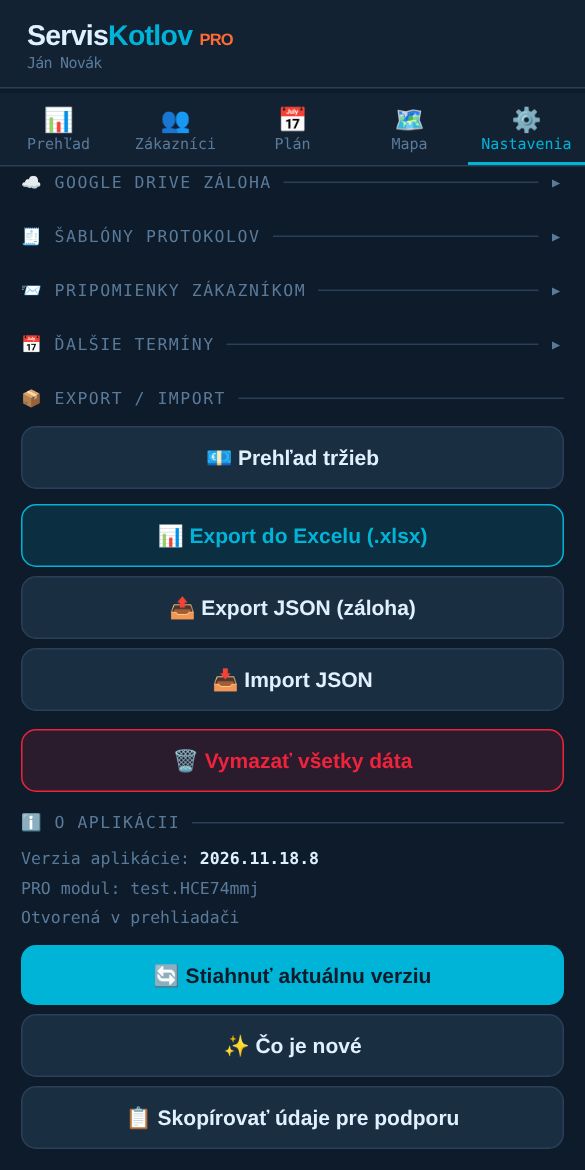 ServisKotlov PRO
Ján Novák
Prehľad Zákazníci Plán Mapa Nastavenia
GOOGLE DRIVE ZÁLOHA
ŠABLÓNY PROTOKOLOV
PRIPOMIENKY ZÁKAZNÍKOM
ĎALŠIE TERMÍNY
EXPORT / IMPORT
Prehľad tržieb
Export do Excelu (.xlsx)
Export JSON (záloha)
Import JSON
Vymazať všetky dáta
O APLIKÁCII
Verzia aplikácie: 2026.11.18.8
PRO modul: test.HCE74mmj
Otvorená v prehliadači
Stiahnuť aktuálnu verziu
Čo je nové
Skopírovať údaje pre podporu